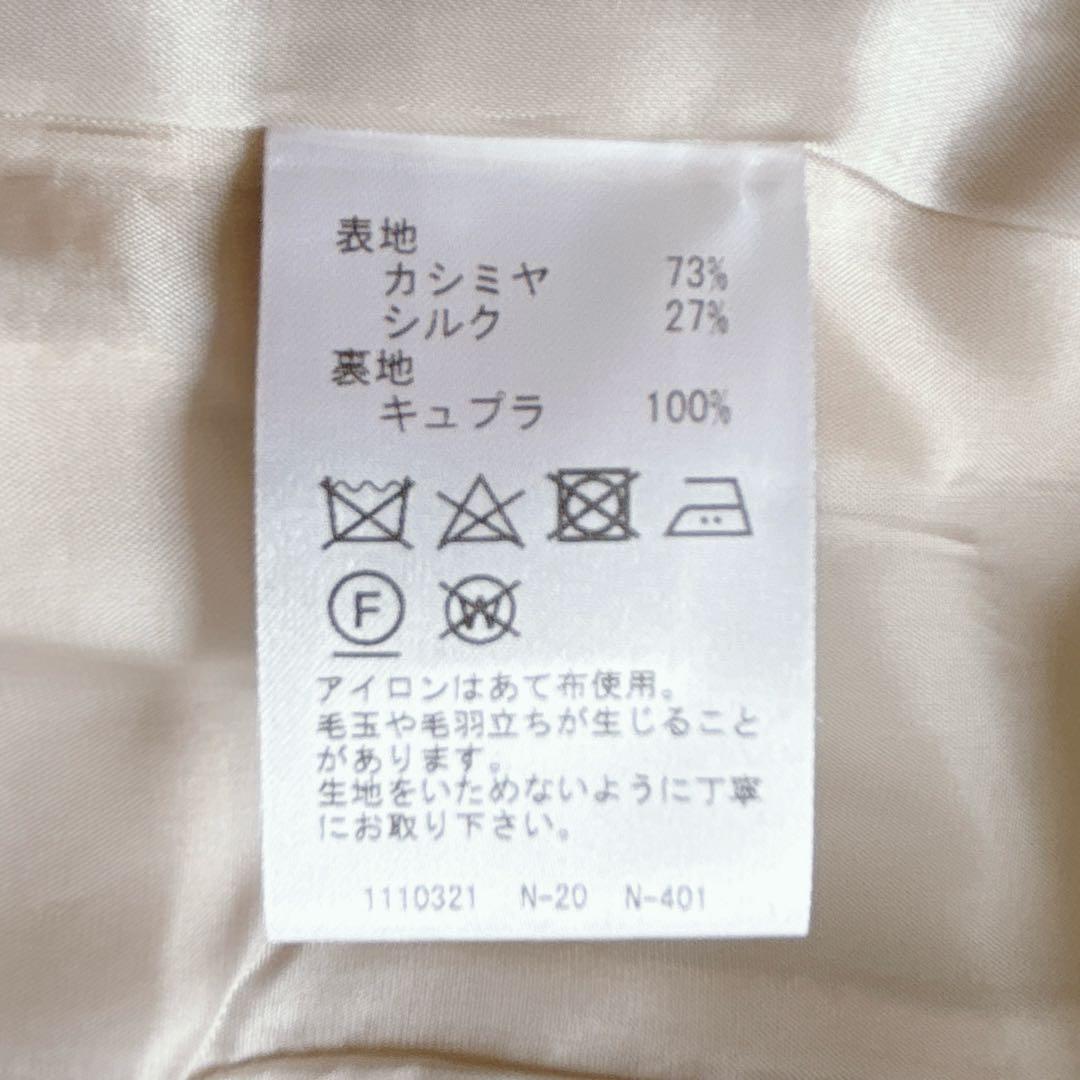 表地
カシミヤ 73%
シルク 27%
裏地
キュプラ 100%
F W
アイロンはあて布使用。
毛玉や毛羽立ちが生じること
があります。
生地をいためないように丁寧
にお取り下さい。
1110321 N-20 N-401